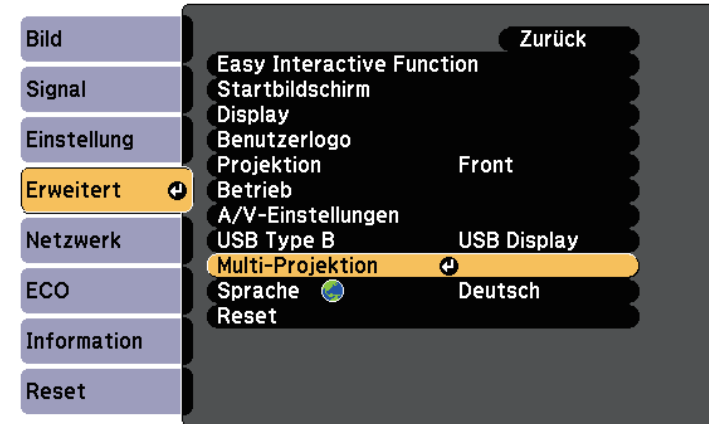 Bild
Signal
Einstellung
Erweitert
Netzwerk
ECO
Information
Reset
Zurück
Easy Interactive Function
Startbildschirm
Display
Benutzerlogo
Projektion Front
Betrieb
A/V-Einstellungen
USB Type B USB Display
Multi-Projektion
Sprache Deutsch
Reset